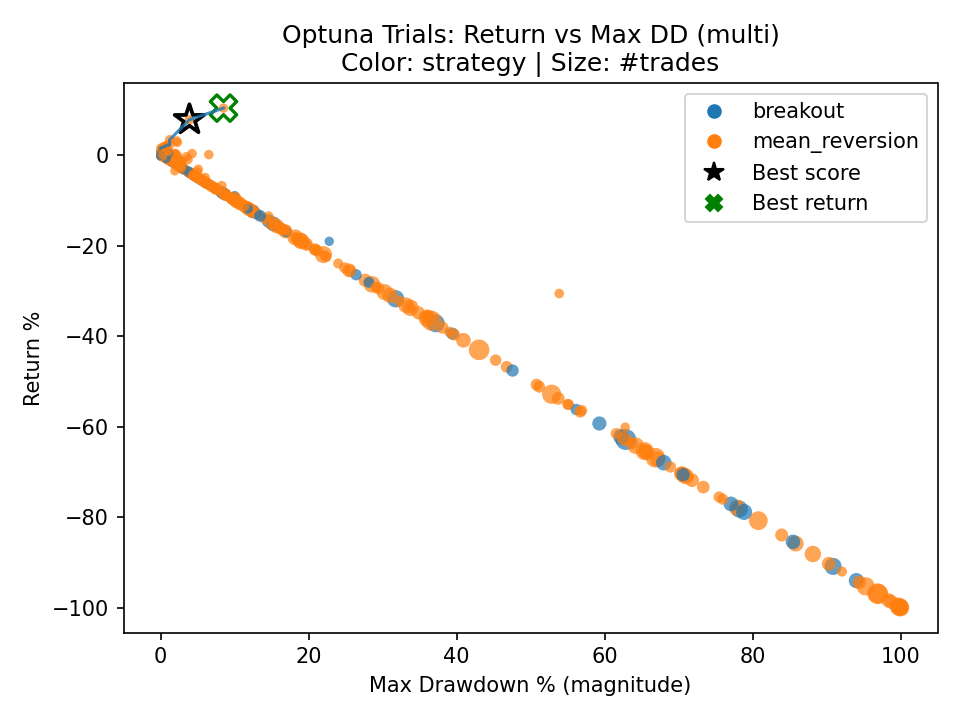 Optuna Trials: Return vs Max DD (multi)
Color: strategy | Size: #trades
breakout
mean_reversion
Best score
Best return
Return %
0
−20
−40
−60
−80
−100
0 20 40 60 80 100
Max Drawdown % (magnitude)